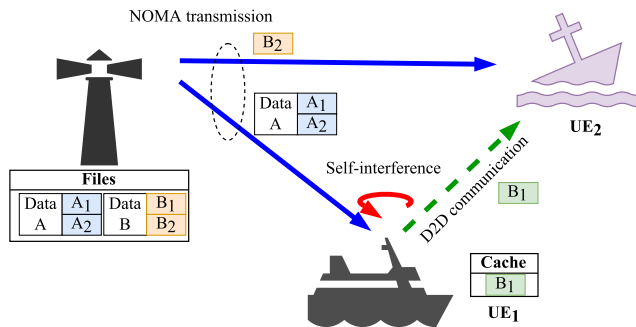 NOMA transmission
B2
Data A1
A A2
UE2
Self-interference
D2D communication
B1
Files
Data A1 Data B1
A A2 B B2
Cache
B1
UE1